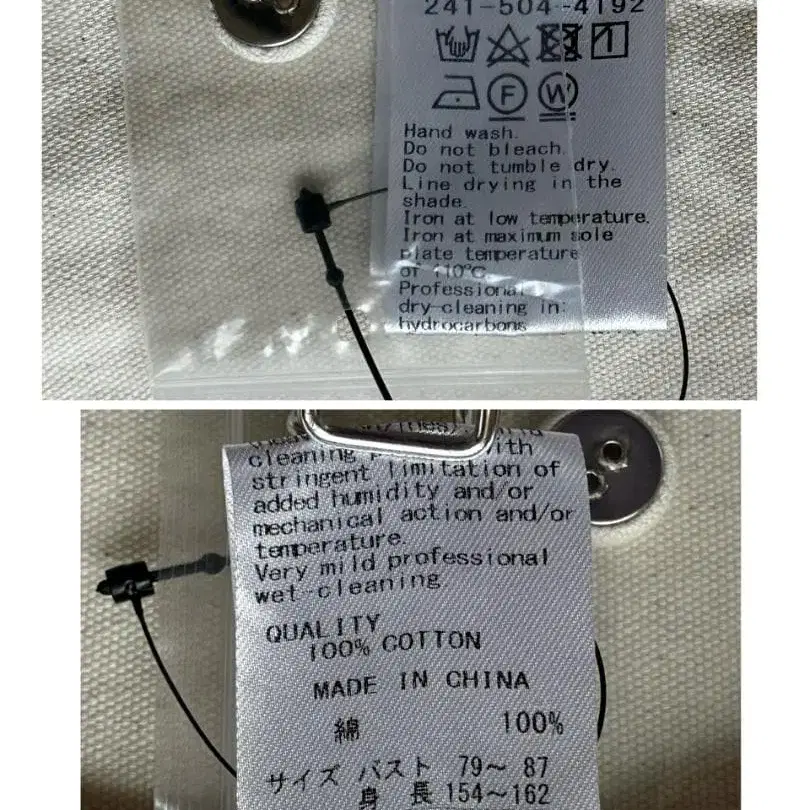 241-504-4192
F W
Hand wash.
Do not bleach.
Do not tumble dry.
Line drying in the
shade.
Iron at low temperature.
Iron at maximum sole
plate temperature
of 110℃.
Professional
dry-cleaning in:
hydrocarbons
cleaning with
stringent limitation of
added humidity and/or
mechanical action and/or
temperature.
Very mild professional
wet-cleaning
QUALITY
100% COTTON
MADE IN CHINA
綿 100%
サイズ バスト 79〜 87
身 長 154〜162